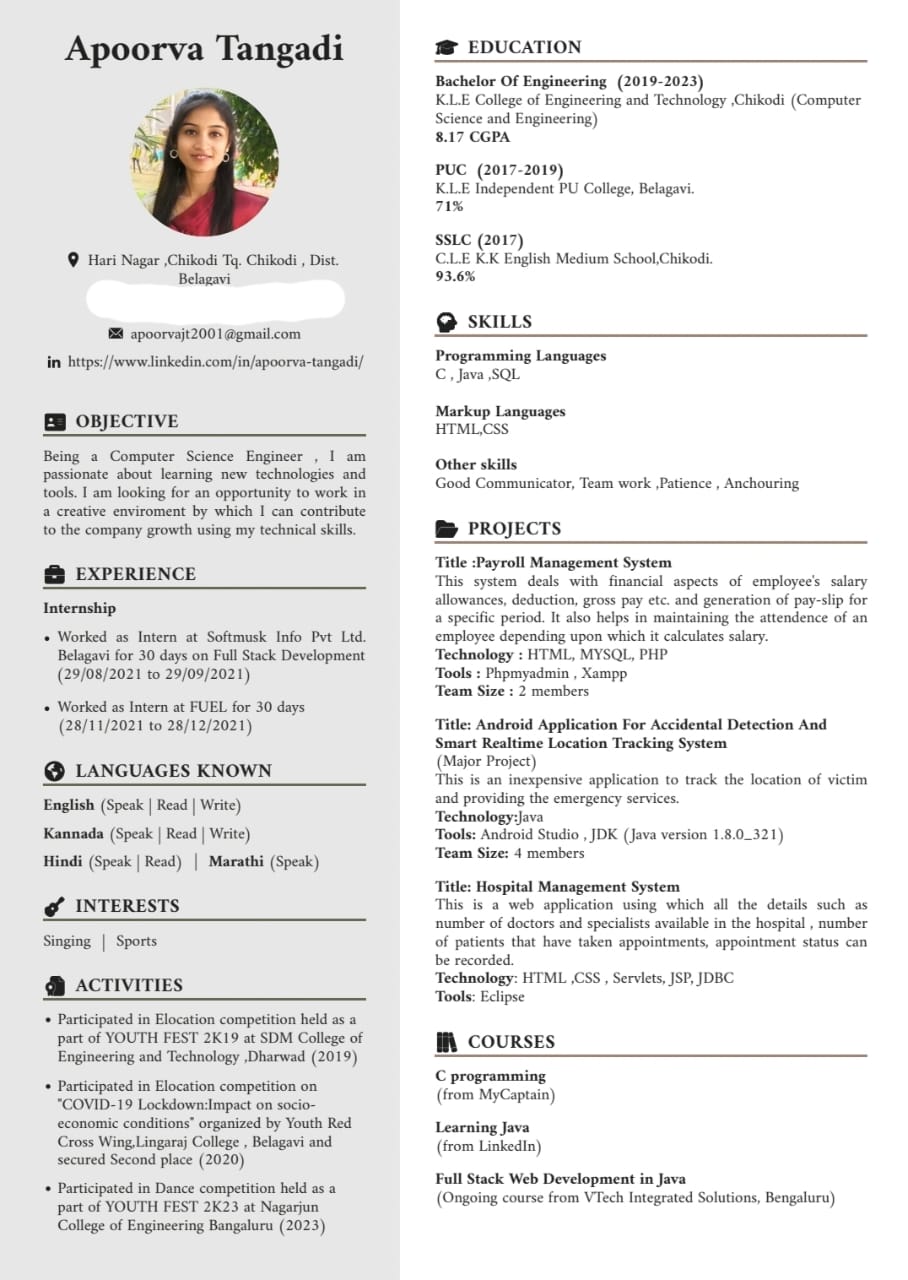 Apoorva Tangadi
Hari Nagar ,Chikodi Tq. Chikodi , Dist.
Belagavi
apoorvajt2001@gmail.com
in https://www.linkedin.com/in/apoorva-tangadi/
OBJECTIVE
Being a Computer Science Engineer , I am
passionate about learning new technologies and
tools. I am looking for an opportunity to work in
a creative enviroment by which I can contribute
to the company growth using my technical skills.
EXPERIENCE
Internship
• Worked as Intern at Softmusk Info Pvt Ltd.
Belagavi for 30 days on Full Stack Development
(29/08/2021 to 29/09/2021)
• Worked as Intern at FUEL for 30 days
(28/11/2021 to 28/12/2021)
LANGUAGES KNOWN
English (Speak | Read | Write)
Kannada (Speak | Read | Write)
Hindi (Speak | Read) | Marathi (Speak)
INTERESTS
Singing | Sports
ACTIVITIES
• Participated in Elocation competition held as a
part of YOUTH FEST 2K19 at SDM College of
Engineering and Technology ,Dharwad (2019)
• Participated in Elocation competition on
"COVID-19 Lockdown:Impact on socio-
economic conditions" organized by Youth Red
Cross Wing,Lingaraj College , Belagavi and
secured Second place (2020)
• Participated in Dance competition held as a
part of YOUTH FEST 2K23 at Nagarjun
College of Engineering Bangaluru (2023)
EDUCATION
Bachelor Of Engineering (2019-2023)
K.L.E College of Engineering and Technology ,Chikodi (Computer
Science and Engineering)
8.17 CGPA
PUC (2017-2019)
K.L.E Independent PU College, Belagavi.
71%
SSLC (2017)
C.L.E K.K English Medium School,Chikodi.
93.6%
SKILLS
Programming Languages
C , Java ,SQL
Markup Languages
HTML,CSS
Other skills
Good Communicator, Team work ,Patience , Anchouring
PROJECTS
Title :Payroll Management System
This system deals with financial aspects of employee's salary
allowances, deduction, gross pay etc. and generation of pay-slip for
a specific period. It also helps in maintaining the attendence of an
employee depending upon which it calculates salary.
Technology : HTML, MYSQL, PHP
Tools : Phpmyadmin , Xampp
Team Size : 2 members
Title: Android Application For Accidental Detection And
Smart Realtime Location Tracking System
(Major Project)
This is an inexpensive application to track the location of victim
and providing the emergency services.
Technology:Java
Tools: Android Studio , JDK (Java version 1.8.0_321)
Team Size: 4 members
Title: Hospital Management System
This is a web application using which all the details such as
number of doctors and specialists available in the hospital , number
of patients that have taken appointments, appointment status can
be recorded.
Technology: HTML ,CSS , Servlets, JSP, JDBC
Tools: Eclipse
COURSES
C programming
(from MyCaptain)
Learning Java
(from LinkedIn)
Full Stack Web Development in Java
(Ongoing course from VTech Integrated Solutions, Bengaluru)